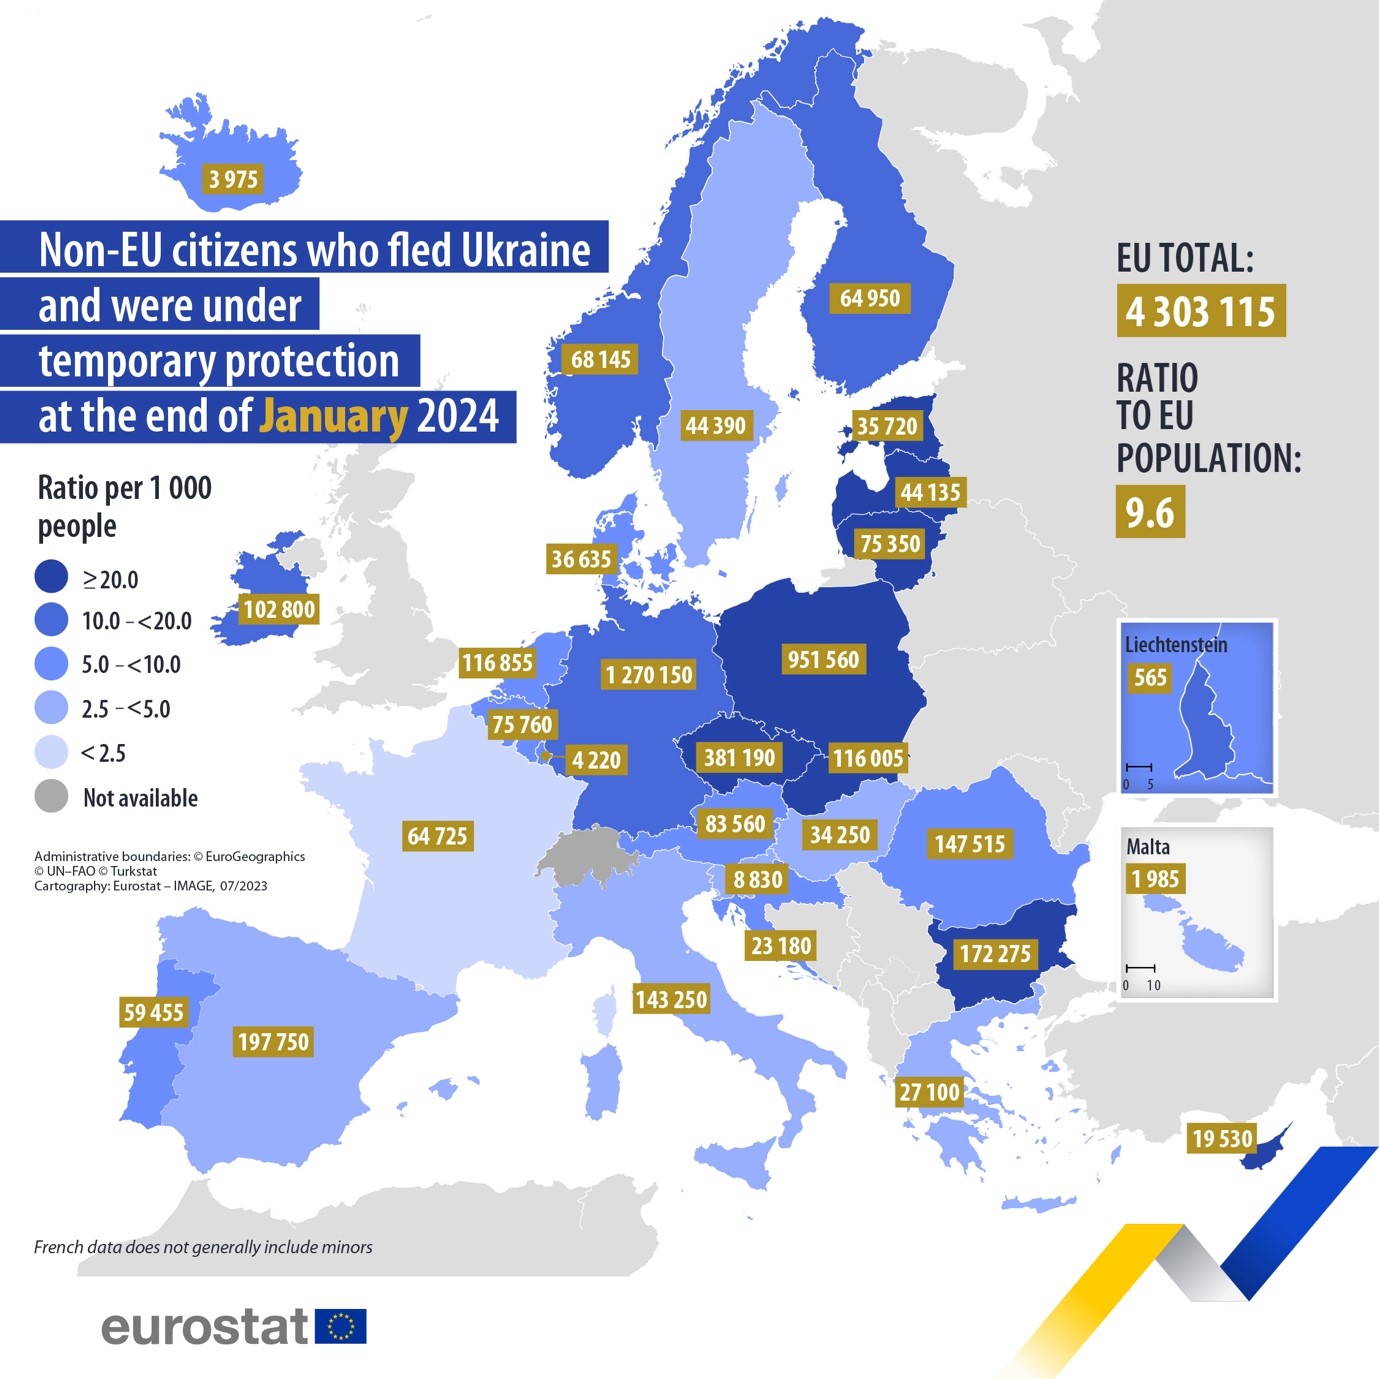 3 975
Non-EU citizens who fled Ukraine
and were under
temporary protection
at the end of January 2024
EU TOTAL:
4 303 115
RATIO
TO EU
POPULATION:
9.6
Ratio per 1 000
people
≥20.0
10.0 –<20.0
5.0 –<10.0
2.5 –<5.0
< 2.5
Not available
Administrative boundaries: © EuroGeographics
© UN–FAO © Turkstat
Cartography: Eurostat – IMAGE, 07/2023
64 950
68 145
44 390
35 720
44 135
75 350
36 635
102 800
116 855
1 270 150
951 560
75 760
4 220
381 190
116 005
83 560
34 250
64 725
147 515
8 830
23 180
172 275
59 455
143 250
197 750
27 100
19 530
Liechtenstein
565
0 5
Malta
1 985
0 10
French data does not generally include minors
eurostat